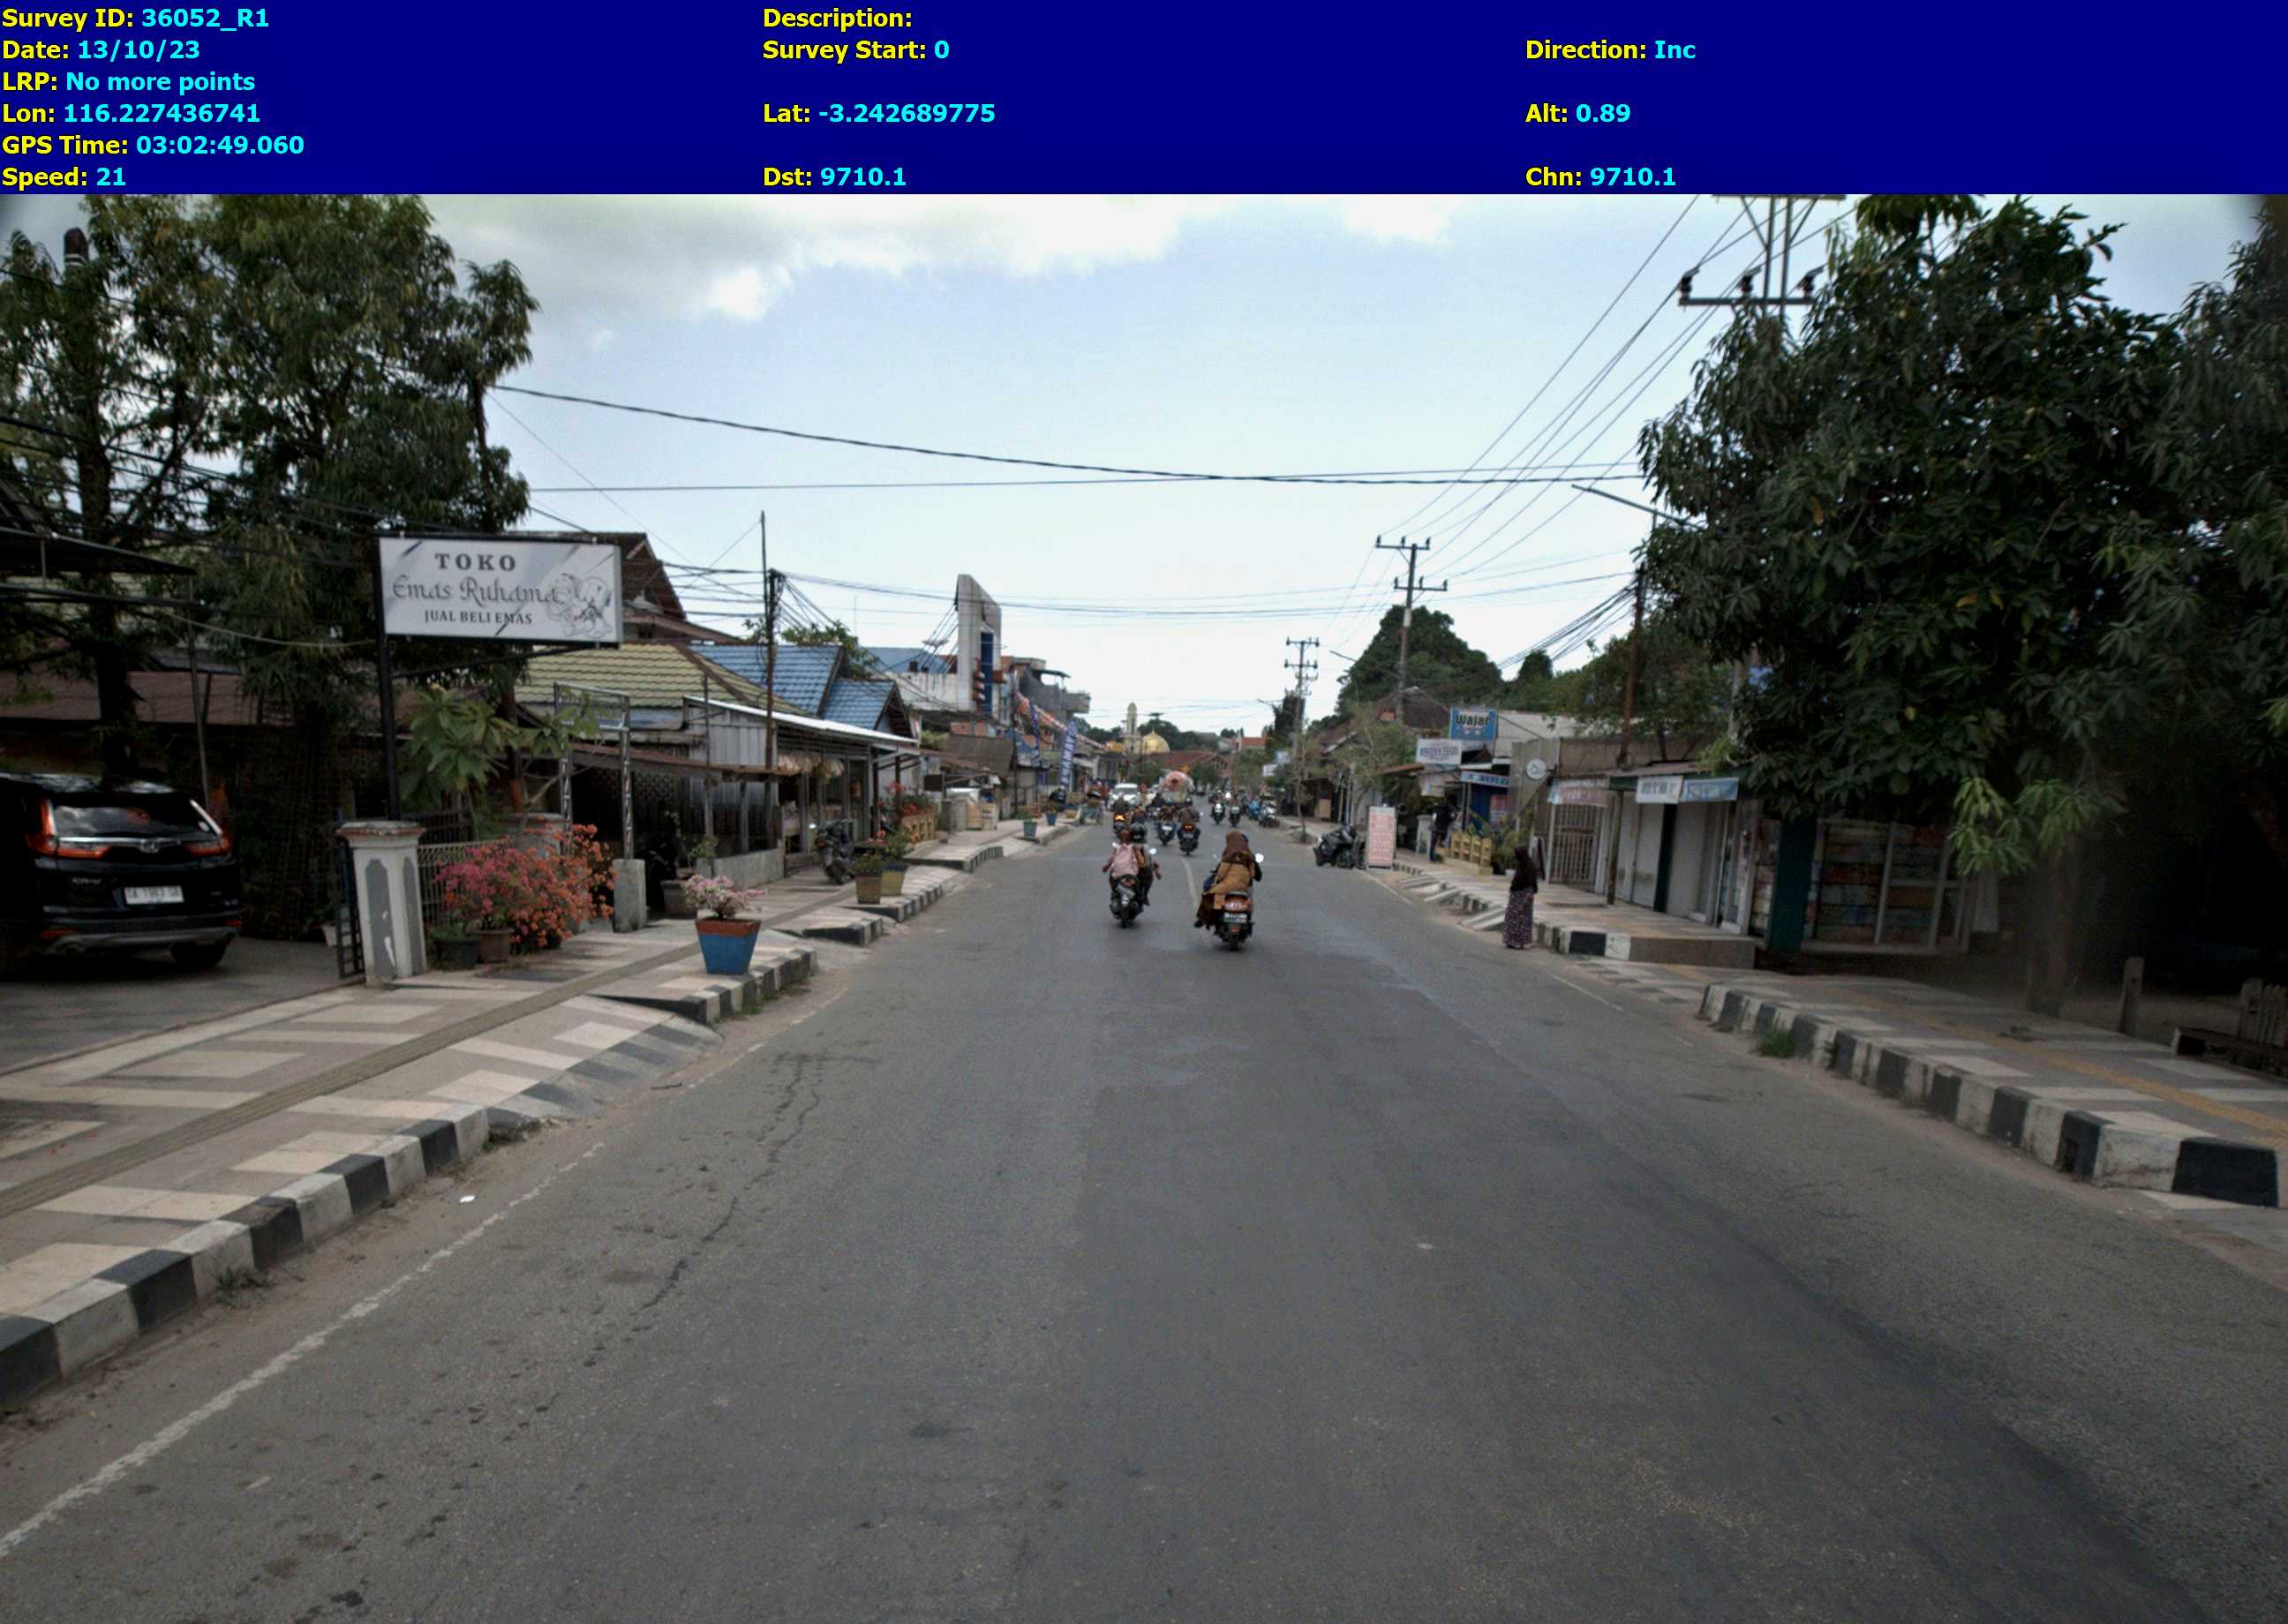 Survey ID: 36052_R1
Description:
Date: 13/10/23
Survey Start: 0
Direction: Inc
LRP: No more points
Lon: 116.227436741
Lat: -3.242689775
Alt: 0.89
GPS Time: 03:02:49.060
Speed: 21
Dst: 9710.1
Chn: 9710.1
TOKO
Emas Ruhama
JUAL BELI EMAS
Wajar